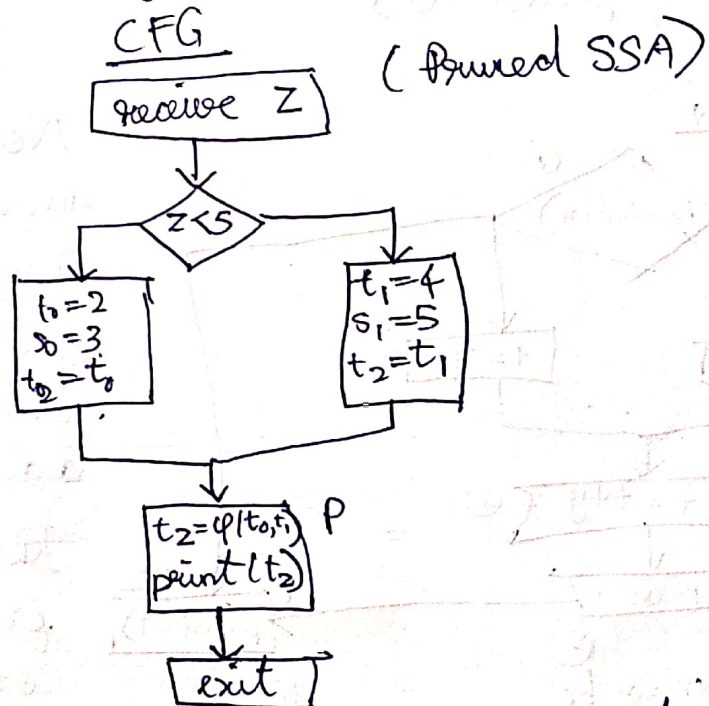 CFG
(Pruned SSA)
receive Z
Z<5
t₀=2
s₀=3
t₂=t₀
t₁=4
s₁=5
t₂=t₁
t₂=φ(t₀,t₁) P
print(t₂)
exit